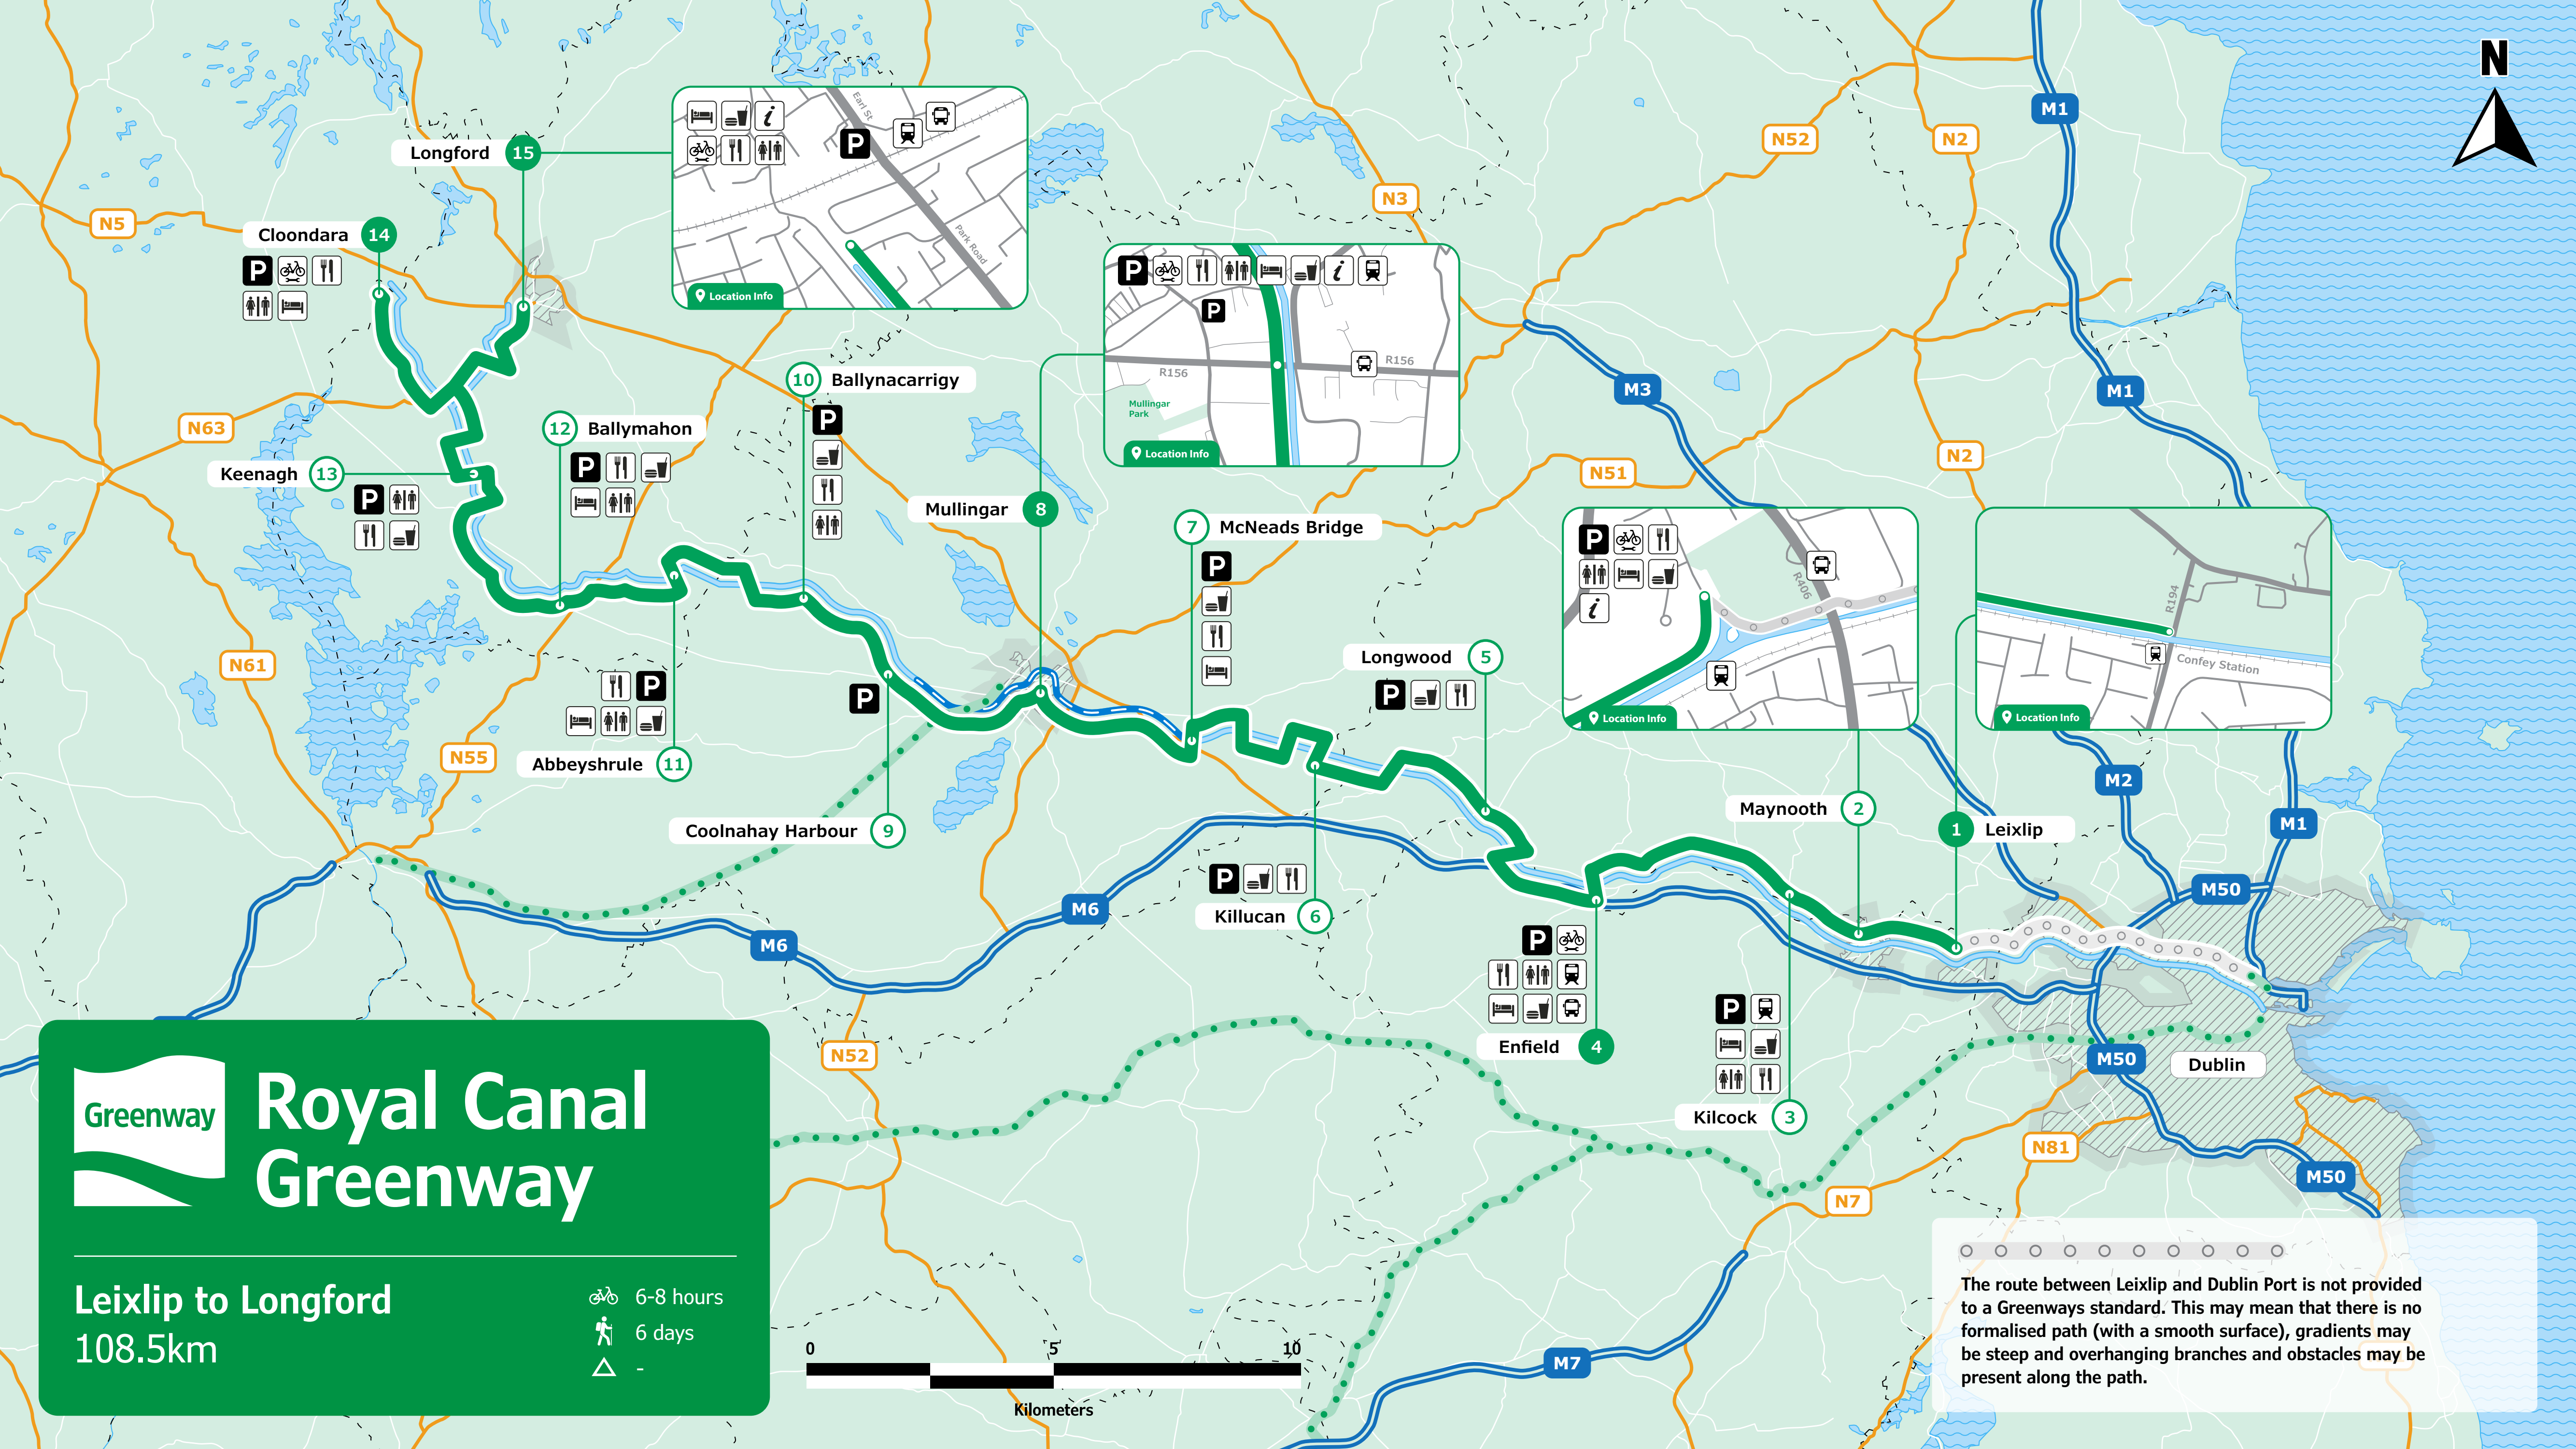 N
M1
N52
N2
Longford 15
Earl St
P
i
Park Road
Location Info
N3
N5
Cloondara 14
P
P
i
P
R156
R156
Mullingar
Park
Location Info
M3
M1
10 Ballynacarrigy
P
N63
12 Ballymahon
P
N2
Keenagh 13
P
N51
Mullingar 8
7 McNeads Bridge
P
P
i
R406
Location Info
R194
Confey Station
Location Info
Longwood 5
P
N61
P
P
N55
Abbeyshrule 11
M2
Maynooth 2
1 Leixlip
M1
Coolnahay Harbour 9
P
Killucan 6
M50
M6
M6
P
Enfield 4
P
Kilcock 3
N52
M50
Dublin
N81
M50
N7
Greenway
Royal Canal
Greenway
Leixlip to Longford
108.5km
6-8 hours
6 days
-
0 5 10
Kilometers
M7
The route between Leixlip and Dublin Port is not provided
to a Greenways standard. This may mean that there is no
formalised path (with a smooth surface), gradients may
be steep and overhanging branches and obstacles may be
present along the path.